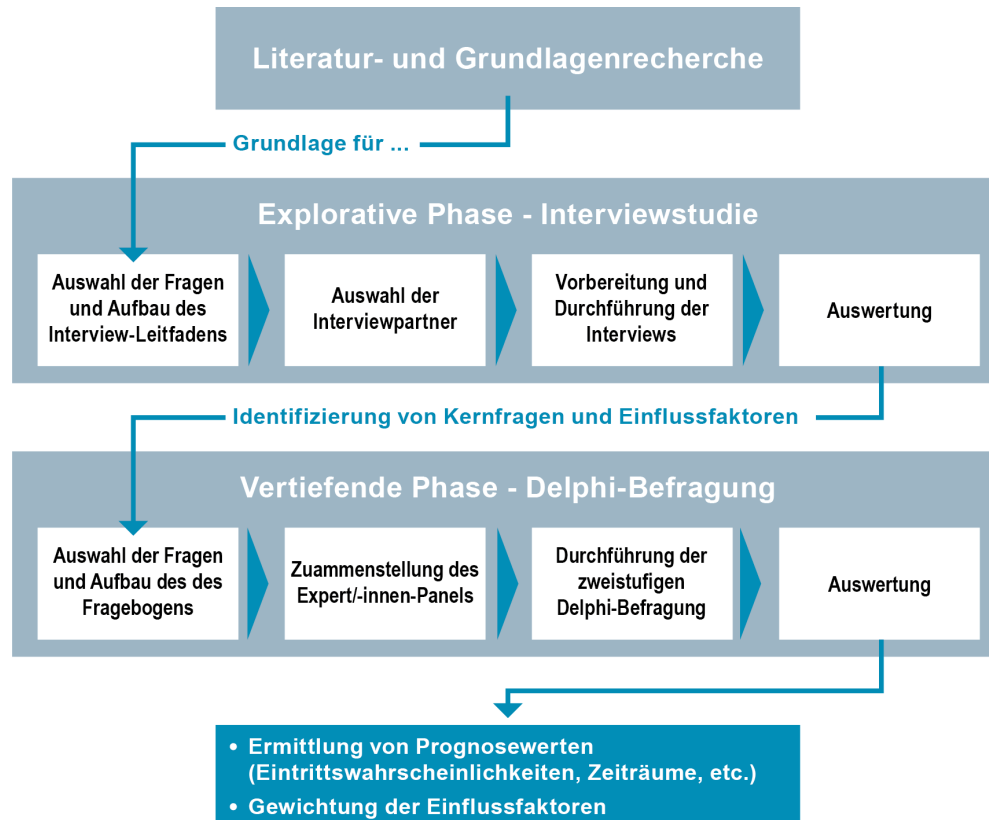 Literatur- und Grundlagenrecherche
Grundlage für ...
Explorative Phase - Interviewstudie
Auswahl der Fragen
und Aufbau des
Interview-Leitfadens
Auswahl der
Interviewpartner
Vorbereitung und
Durchführung der
Interviews
Auswertung
Identifizierung von Kernfragen und Einflussfaktoren
Vertiefende Phase - Delphi-Befragung
Auswahl der Fragen
und Aufbau des des
Fragebogens
Zuammenstellung des
Expert/-innen-Panels
Durchführung der
zweistufigen
Delphi-Befragung
Auswertung
• Ermittlung von Prognosewerten
(Eintrittswahrscheinlichkeiten, Zeiträume, etc.)
• Gewichtung der Einflussfaktoren